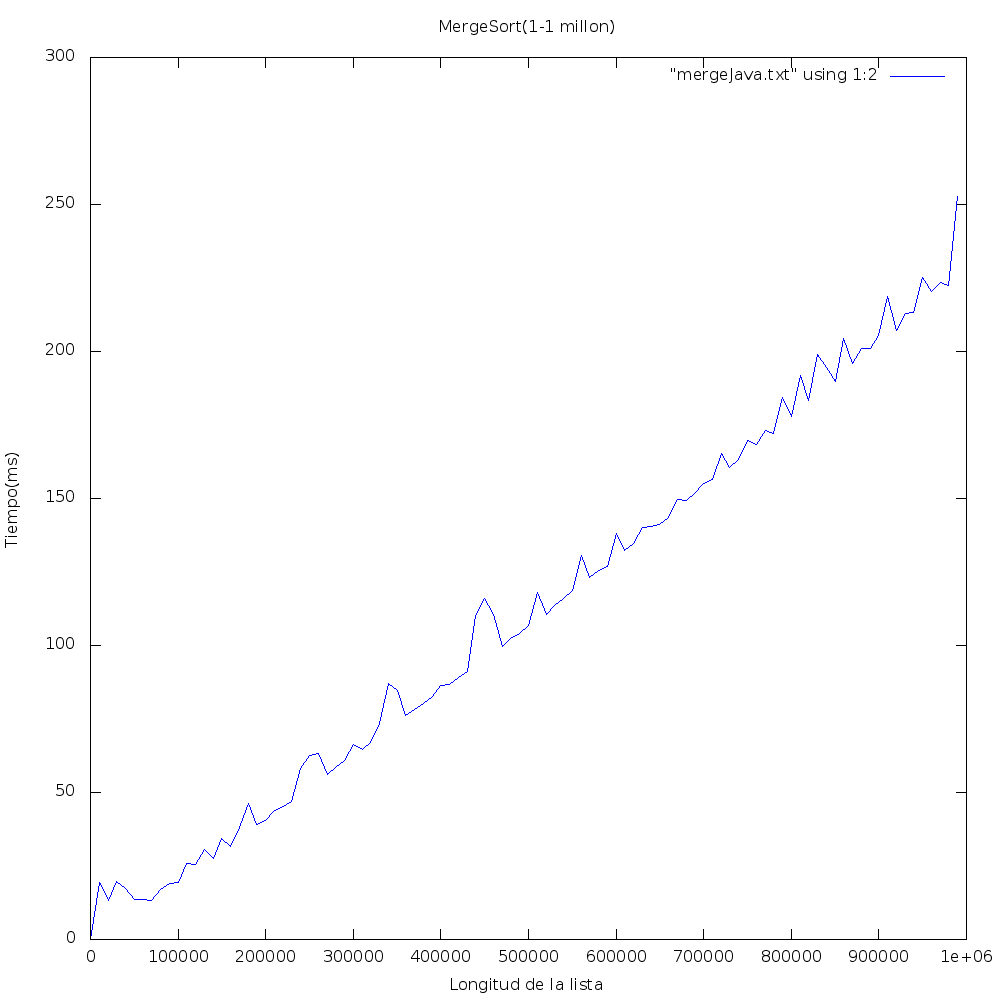 MergeSort(1-1 millon)
"mergeJava.txt" using 1:2
300
250
200
150
100
50
0
Tiempo(ms)
0 100000 200000 300000 400000 500000 600000 700000 800000 900000 1e+06
Longitud de la lista